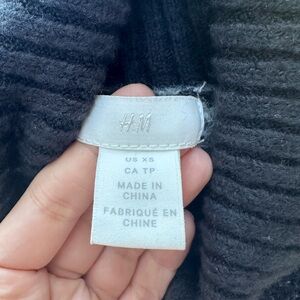 H&M
US XS
CA TP
MADE IN
CHINA
FABRIQUÉ EN
CHINE